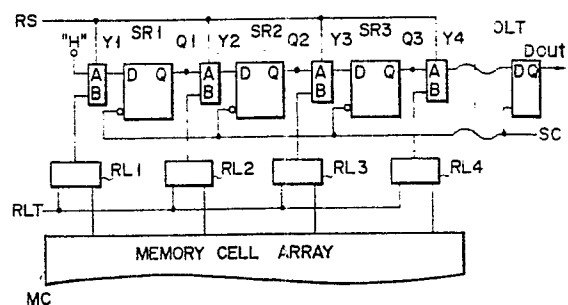 RS
"H" Y1 SR1 Q1 Y2 SR2 Q2 Y3 SR3 Q3 Y4 OLT Dout
A D Q A D Q A D Q A D Q
B B B B
SC
RL1 RL2 RL3 RL4
RLT
MEMORY CELL ARRAY
MC